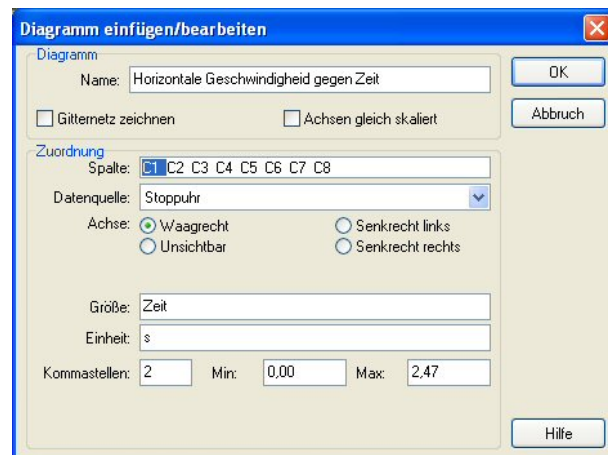 Diagramm einfügen/bearbeiten
Diagramm
Name: Horizontale Geschwindigheid gegen Zeit
OK
Gitternetz zeichnen Achsen gleich skaliert
Abbruch
Zuordnung
Spalte: C1 C2 C3 C4 C5 C6 C7 C8
Datenquelle: Stoppuhr
Achse: Waagrecht Senkrecht links
Unsichtbar Senkrecht rechts
Größe: Zeit
Einheit: s
Kommastellen: 2 Min: 0,00 Max: 2,47
Hilfe